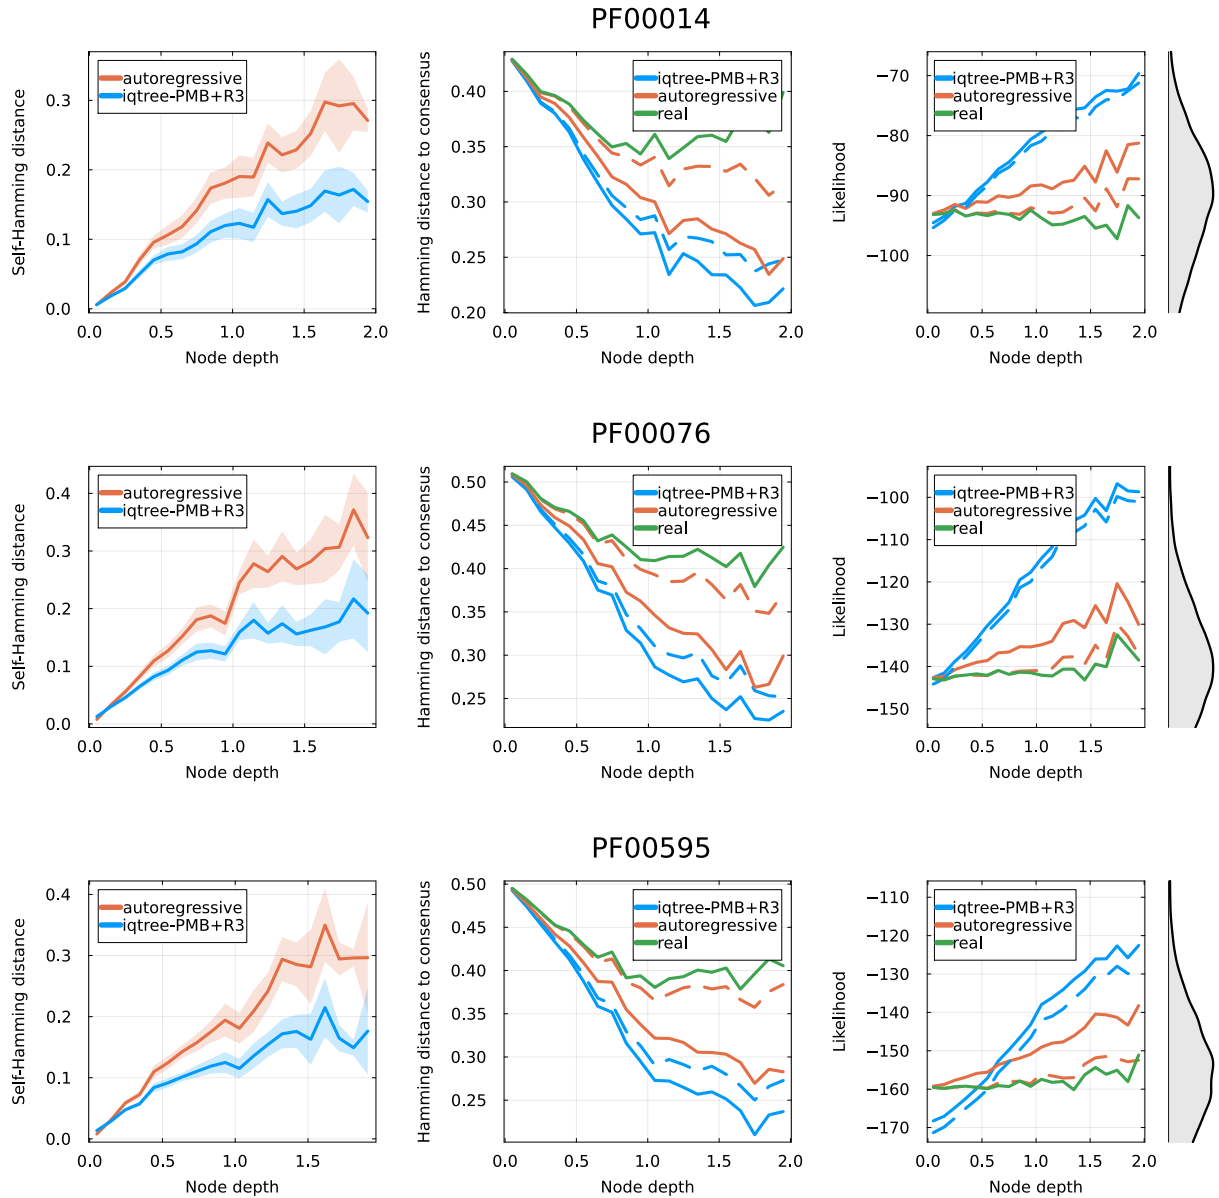 PF00014
Self-Hamming distance
0.3
0.2
0.1
0.0
autoregressive
iqtree-PMB+R3
0.0 0.5 1.0 1.5 2.0
Node depth
Hamming distance to consensus
0.40
0.35
0.30
0.25
0.20
iqtree-PMB+R3
autoregressive
real
0.0 0.5 1.0 1.5 2.0
Node depth
Likelihood
−70
−80
−90
−100
iqtree-PMB+R3
autoregressive
real
0.0 0.5 1.0 1.5 2.0
Node depth
PF00076
Self-Hamming distance
0.4
0.3
0.2
0.1
0.0
autoregressive
iqtree-PMB+R3
0.0 0.5 1.0 1.5
Node depth
Hamming distance to consensus
0.50
0.45
0.40
0.35
0.30
0.25
iqtree-PMB+R3
autoregressive
real
0.0 0.5 1.0 1.5 2.0
Node depth
Likelihood
−100
−110
−120
−130
−140
−150
iqtree-PMB+R3
autoregressive
real
0.0 0.5 1.0 1.5
Node depth
PF00595
Self-Hamming distance
0.4
0.3
0.2
0.1
0.0
autoregressive
iqtree-PMB+R3
0.0 0.5 1.0 1.5
Node depth
Hamming distance to consensus
0.50
0.45
0.40
0.35
0.30
0.25
iqtree-PMB+R3
autoregressive
real
0.0 0.5 1.0 1.5 2.0
Node depth
Likelihood
−110
−120
−130
−140
−150
−160
−170
iqtree-PMB+R3
autoregressive
real
0.0 0.5 1.0 1.5 2.0
Node depth